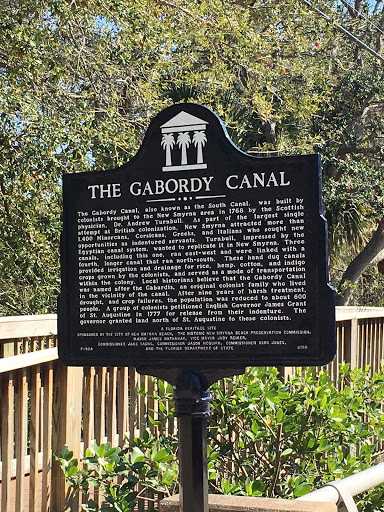 THE GABORDY CANAL
The Gabordy Canal, also known as the South Canal, was built by
colonists brought to the New Smyrna area in 1768 by the Scottish
physician, Dr. Andrew Turnbull. As part of the largest single
attempt at British colonization, New Smyrna attracted more than
1,400 Minorcans, Corsicans, Greeks, and Italians who sought new
opportunities as indentured servants. Turnbull, impressed by the
Egyptian canal system, wanted to replicate it in New Smyrna. Three
canals, including this one, ran east-west and were linked with a
fourth, longer canal that ran north-south. These hand dug canals
provided irrigation and drainage for rice, hemp, cotton, and indigo
crops grown by the colonists, and served as a mode of transportation
within the colony. Local historians believe that the Gabordy Canal
was named after the Gabardis, an original colonist family who lived
in the vicinity of the canal. After nine years of harsh treatment,
drought, and crop failures, the population was reduced to about 600
people. A group of colonists petitioned English Governor James Grant
of St. Augustine in 1777 for release from their indenture. The
governor granted land north of St. Augustine to these colonists.
A FLORIDA HERITAGE SITE
SPONSORED BY THE CITY OF NEW SMYRNA BEACH, THE HISTORIC NEW SMYRNA BEACH PRESERVATION COMMISSION,
MAYOR JAMES HATHAWAY, VICE MAYOR JUDY REIKER,
COMMISSIONER JAKE SACHS, COMMISSIONER JASON MCGUIRK, COMMISSIONER KIRK JONES,
F-924 AND THE FLORIDA DEPARTMENT OF STATE 2016